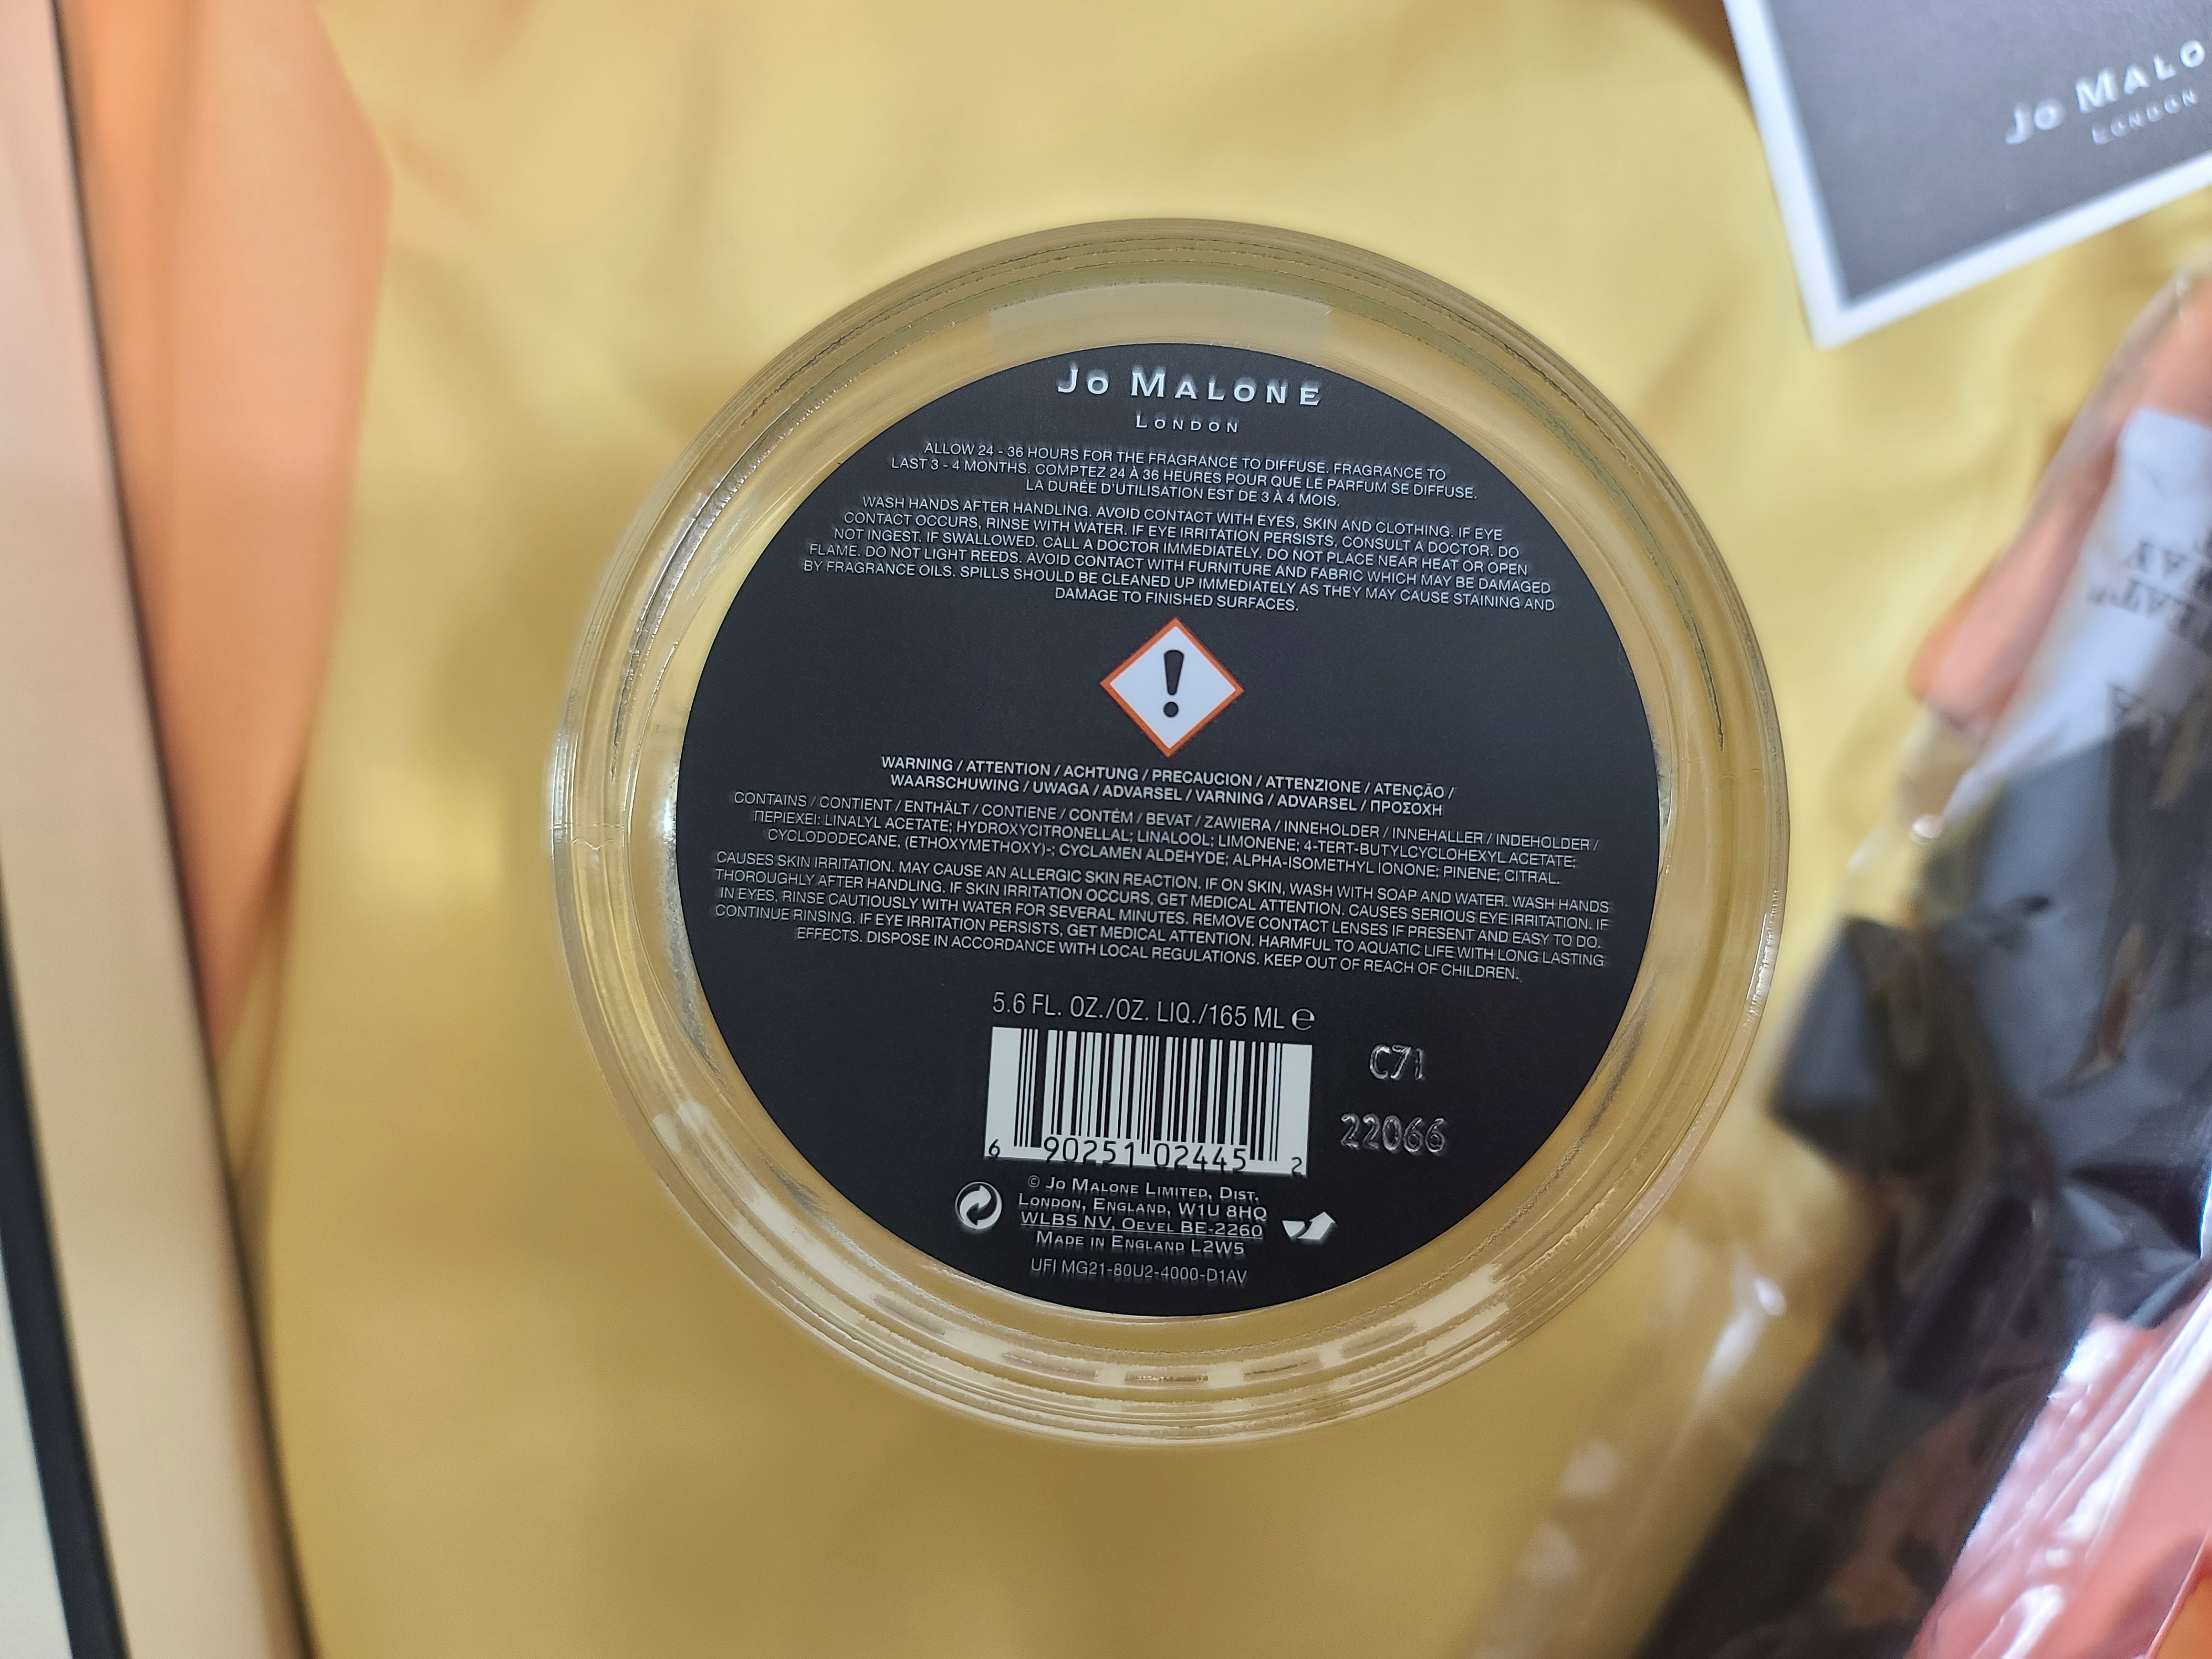 JO MALO
LONDON
JO MALONE
LONDON
ALLOW 24 - 36 HOURS FOR THE FRAGRANCE TO DIFFUSE. FRAGRANCE TO
LAST 3 - 4 MONTHS. COMPTEZ 24 À 36 HEURES POUR QUE LE PARFUM SE DIFFUSE.
LA DURÉE D'UTILISATION EST DE 3 À 4 MOIS.
WASH HANDS AFTER HANDLING. AVOID CONTACT WITH EYES, SKIN AND CLOTHING. IF EYE
CONTACT OCCURS, RINSE WITH WATER. IF EYE IRRITATION PERSISTS, CONSULT A DOCTOR. DO
NOT INGEST. IF SWALLOWED, CALL A DOCTOR IMMEDIATELY. DO NOT PLACE NEAR HEAT OR OPEN
FLAME. DO NOT LIGHT REEDS. AVOID CONTACT WITH FURNITURE AND FABRIC WHICH MAY BE DAMAGED
BY FRAGRANCE OILS. SPILLS SHOULD BE CLEANED UP IMMEDIATELY AS THEY MAY CAUSE STAINING AND
DAMAGE TO FINISHED SURFACES.
WARNING / ATTENTION / ACHTUNG / PRECAUCION / ATTENZIONE / ATENÇÃO /
WAARSCHUWING / UWAGA / ADVARSEL / VARNING / ADVARSEL / ΠΡΟΣΟΧΗ
CONTAINS / CONTIENT / ENTHÄLT / CONTIENE / CONTÉM / BEVAT / ZAWIERA / INNEHOLDER / INNEHALLER / INDEHOLDER /
ΠΕΡΙΕΧΕΙ: LINALYL ACETATE; HYDROXYCITRONELLAL; LINALOOL; LIMONENE; 4-TERT-BUTYLCYCLOHEXYL ACETATE;
CYCLODODECANE, (ETHOXYMETHOXY)-; CYCLAMEN ALDEHYDE; ALPHA-ISOMETHYL IONONE; PINENE; CITRAL.
CAUSES SKIN IRRITATION. MAY CAUSE AN ALLERGIC SKIN REACTION. IF ON SKIN, WASH WITH SOAP AND WATER. WASH HANDS
THOROUGHLY AFTER HANDLING. IF SKIN IRRITATION OCCURS, GET MEDICAL ATTENTION. CAUSES SERIOUS EYE IRRITATION. IF
IN EYES, RINSE CAUTIOUSLY WITH WATER FOR SEVERAL MINUTES. REMOVE CONTACT LENSES IF PRESENT AND EASY TO DO.
CONTINUE RINSING. IF EYE IRRITATION PERSISTS, GET MEDICAL ATTENTION. HARMFUL TO AQUATIC LIFE WITH LONG LASTING
EFFECTS. DISPOSE IN ACCORDANCE WITH LOCAL REGULATIONS. KEEP OUT OF REACH OF CHILDREN.
5.6 FL. OZ./OZ. LIQ./165 ML ℮
C71
22066
6 90251 02445 2
© JO MALONE LIMITED, DIST.
LONDON, ENGLAND, W1U 8HQ
WLBS NV, OEVEL BE-2260
MADE IN ENGLAND L2W5
UFI MG21-80U2-4000-D1AV